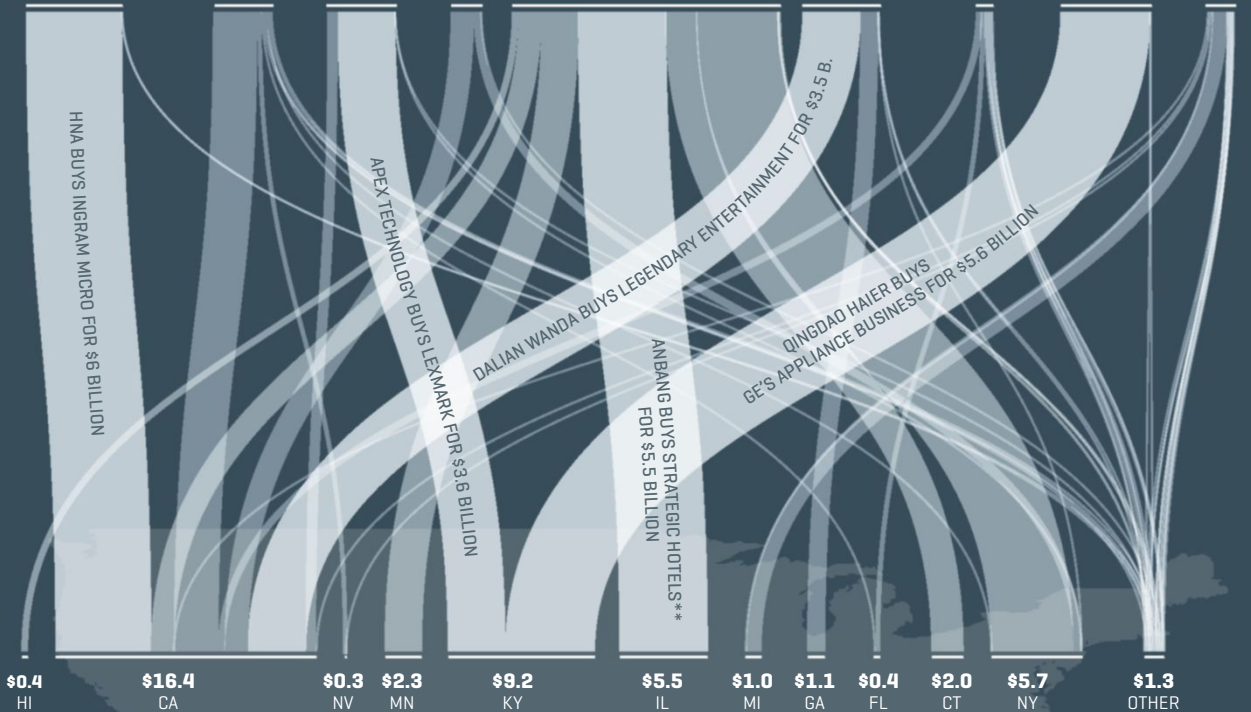 HNA BUYS INGRAM MICRO FOR $6 BILLION
APEX TECHNOLOGY BUYS LEXMARK FOR $3.6 BILLION
DALIAN WANDA BUYS LEGENDARY ENTERTAINMENT FOR $3.5 B.
ANBANG BUYS STRATEGIC HOTELS**
FOR $5.5 BILLION
QINGDAO HAIER BUYS
GE'S APPLIANCE BUSINESS FOR $5.6 BILLION
$0.4 $16.4 $0.3 $2.3 $9.2 $5.5 $1.0 $1.1 $0.4 $2.0 $5.7 $1.3
HI CA NV MN KY IL MI GA FL CT NY OTHER